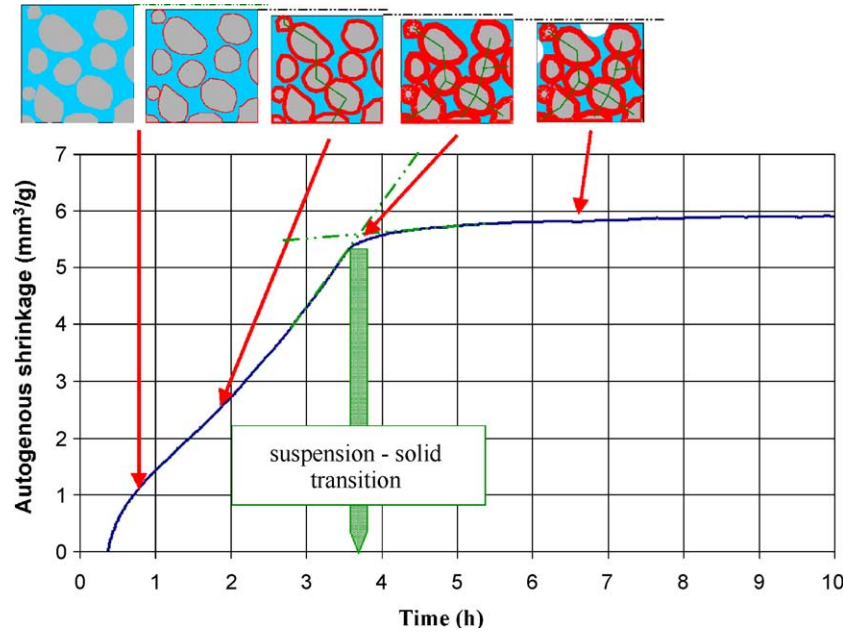 7
6
5
4
3
2
1
0
Autogenous shrinkage (mm³/g)
suspension - solid
transition
0 1 2 3 4 5 6 7 8 9 10
Time (h)